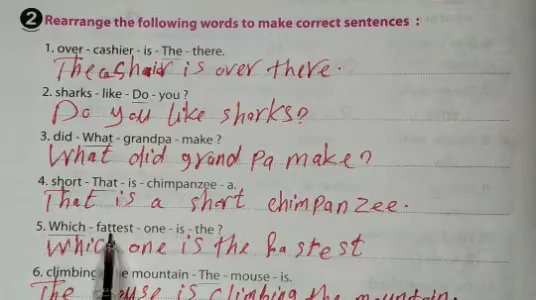 2 Rearrange the following words to make correct sentences :
1. over - cashier - is - The - there.
The cashair is over there.
2. sharks - like - Do - you ?
Do you like sharks?
3. did - What - grandpa - make ?
What did grand pa make?
4. short - That - is - chimpanzee - a.
That is a short chimpanzee.
5. Which - fattest - one - is - the ?
Which one is the fastest
6. climbing mountain - The - mouse - is.
The is climbing the mountain.